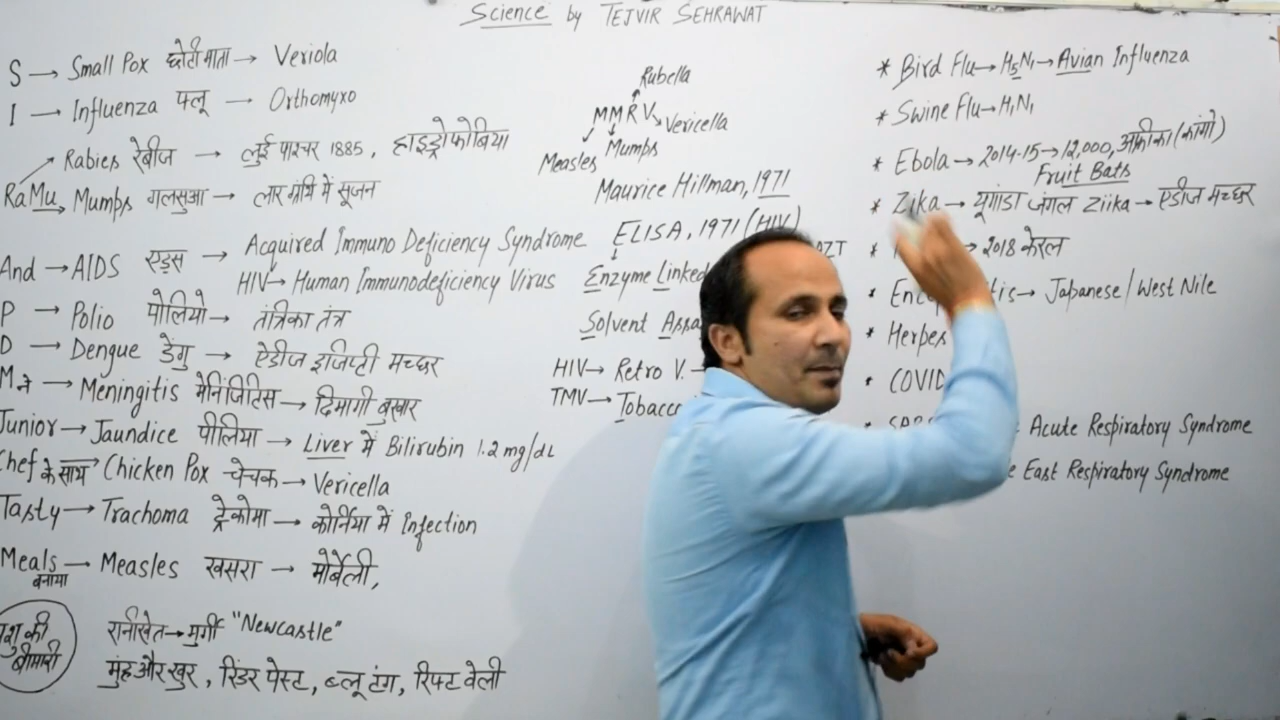 Science by TEJVIR SEHRAWAT
S → Small Pox छोटी माता → Veriola
I → Influenza फ्लू → Orthomyxo
Rabies रेबीज → लुई पाश्चर 1885, हाइड्रोफोबिया
RaMu Mumps गलसुआ → लार ग्रंथि में सूजन
And → AIDS एड्स → Acquired Immuno Deficiency Syndrome
HIV → Human Immunodeficiency Virus
P → Polio पोलियो → तंत्रिका तंत्र
D → Dengue डेंगु → ऐडीज इजिप्टी मच्छर
M ने → Meningitis मेनिंजिटिस → दिमागी बुखार
Junior → Jaundice पीलिया → Liver में Bilirubin 1.2 mg/dL
Chef के साथ → Chicken Pox चेचक → Vericella
Tasty → Trachoma ट्रेकोमा → कोर्निया में Infection
Meals → Measles खसरा → मोर्बेली,
बनाया
पशु की
बीमारी
रानीखेत → मुर्गी "Newcastle"
मुंह और खुर, रिंडर पेस्ट, ब्लू टंग, रिफ्ट वेली
Rubella
MMRV Vericella
Measles Mumps
Maurice Hillman, 1971
ELISA, 1971 (HIV)
Enzyme Linked
AZT
Solvent
HIV → Retro V. →
TMV → Tobacco
* Bird Flu → H5N1 → Avian Influenza
* Swine Flu → H1N1
* Ebola → 2014-15 → 12,000, अफ्रीका (कांगो)
Fruit Bats
* Zika → यूगांडा जंगल Ziika → एडीज मच्छर
* → 2018 केरल
* → Japanese/West Nile
* Herpes
* COVID
* Acute Respiratory Syndrome
East Respiratory Syndrome